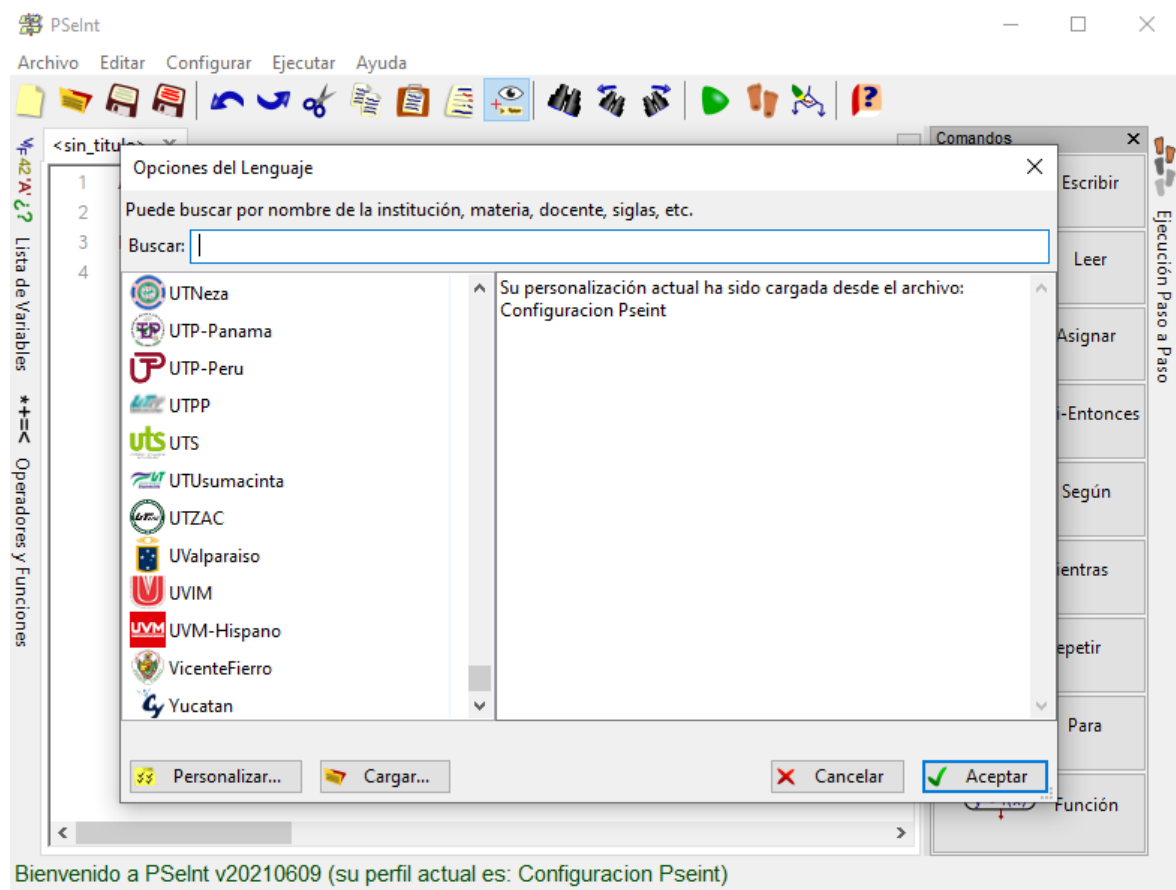 PSeInt
Archivo Editar Configurar Ejecutar Ayuda
<sin_titulo>
Comandos
Opciones del Lenguaje
Puede buscar por nombre de la institución, materia, docente, siglas, etc.
Buscar:
1
2
3
4
UTNeza
UTP-Panama
UTP-Peru
UTPP
UTS
UTUsumacinta
UTZAC
UValparaiso
UVIM
UVM-Hispano
VicenteFierro
Yucatan
Su personalización actual ha sido cargada desde el archivo:
Configuracion Pseint
Personalizar...
Cargar...
Cancelar
Aceptar
Escribir
Leer
Asignar
i-Entonces
Según
ientras
epetir
Para
Función
42 'A' ¿? Lista de Variables
*+=< Operadores y Funciones
Ejecución Paso a Paso
Bienvenido a PSeInt v20210609 (su perfil actual es: Configuracion Pseint)